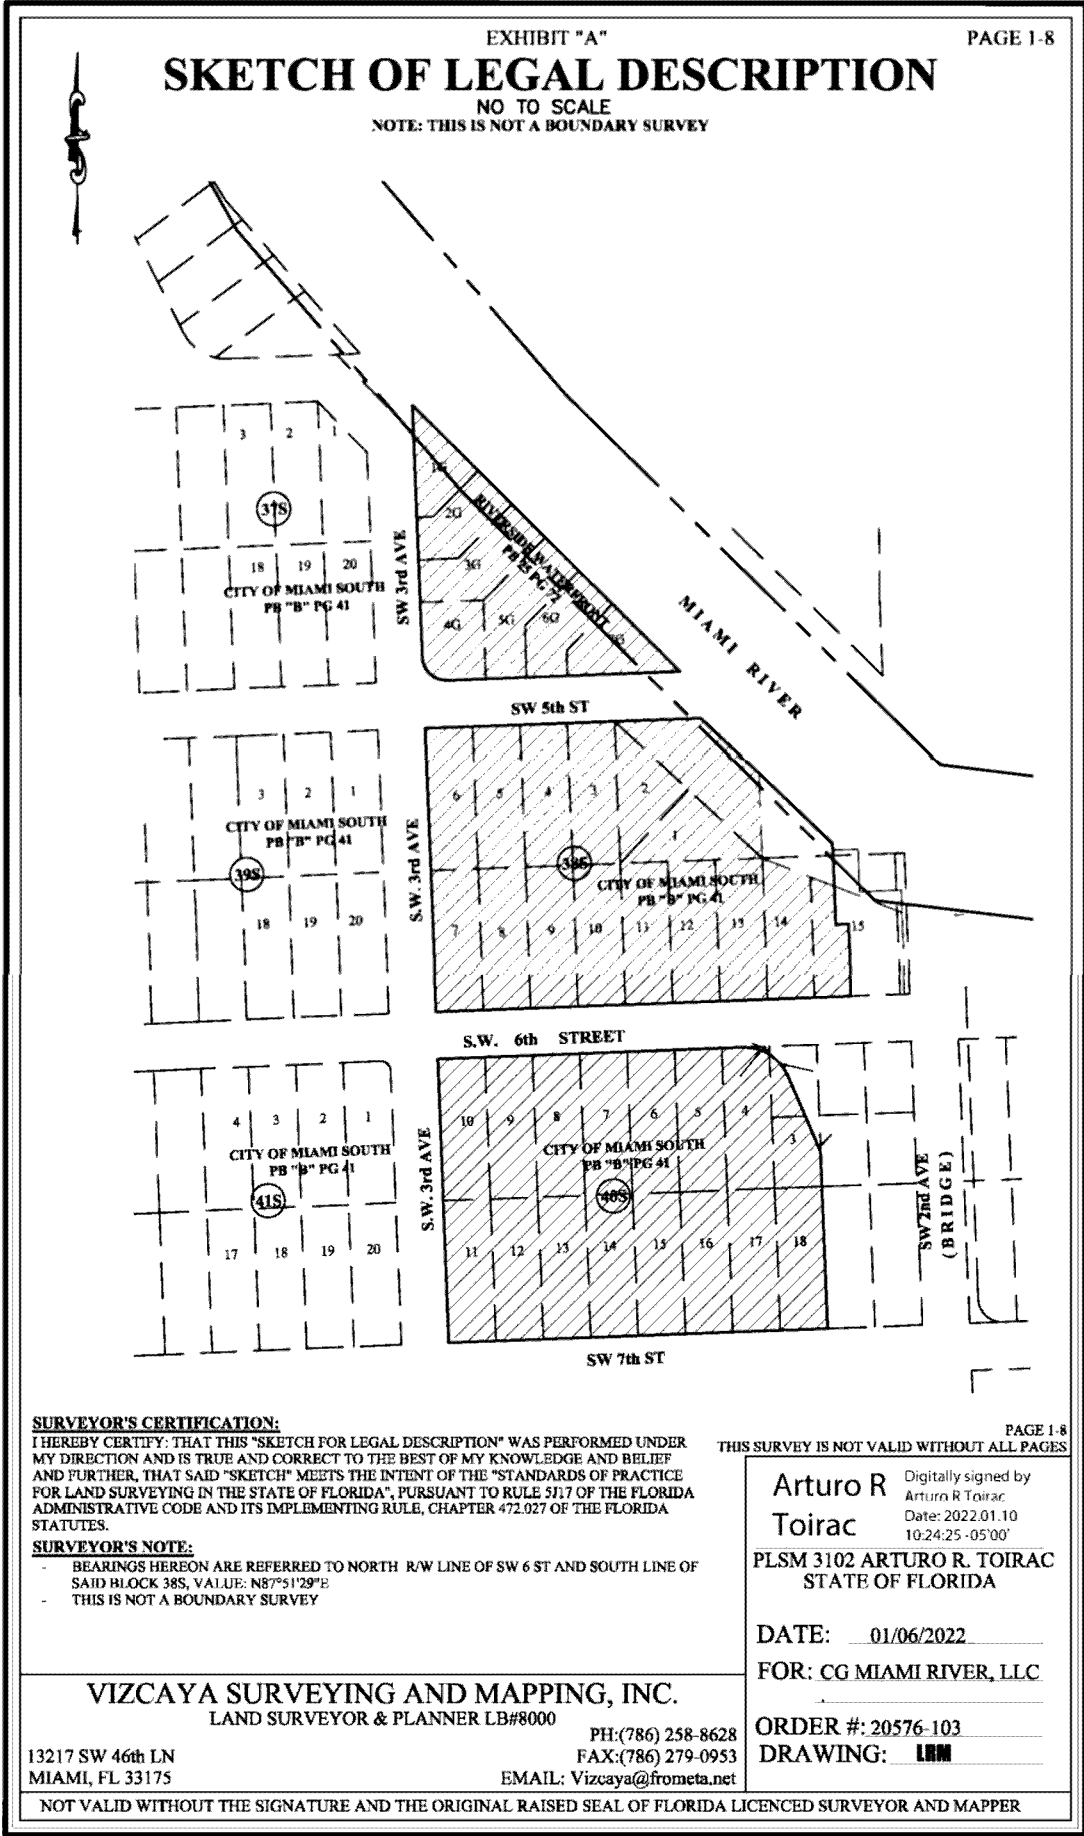 EXHIBIT "A"
PAGE 1-8
SKETCH OF LEGAL DESCRIPTION
NO TO SCALE
NOTE: THIS IS NOT A BOUNDARY SURVEY
3 2 1
37S
18 19 20
CITY OF MIAMI SOUTH
PB "B" PG 41
SW 3rd AVE
1G
2G
3G
4G 5G 6G
RIVERSIDE WATERFRONT
PB 25 PG 72
MIAMI RIVER
SW 5th ST
3 2 1
CITY OF MIAMI SOUTH
PB "B" PG 41
39S
18 19 20
S.W. 3rd AVE
6 5 4 3 2
1
38S
CITY OF MIAMI SOUTH
PB "B" PG 41
7 8 9 10 11 12 13 14 15
S.W. 6th STREET
4 3 2 1
CITY OF MIAMI SOUTH
PB "B" PG 41
41S
17 18 19 20
S.W. 3rd AVE
10 9 8 7 6 5 4 3
CITY OF MIAMI SOUTH
PB "B" PG 41
40S
11 12 13 14 15 16 17 18
SW 2nd AVE
(BRIDGE)
SW 7th ST
SURVEYOR'S CERTIFICATION:
I HEREBY CERTIFY: THAT THIS "SKETCH FOR LEGAL DESCRIPTION" WAS PERFORMED UNDER
MY DIRECTION AND IS TRUE AND CORRECT TO THE BEST OF MY KNOWLEDGE AND BELIEF
AND FURTHER, THAT SAID "SKETCH" MEETS THE INTENT OF THE "STANDARDS OF PRACTICE
FOR LAND SURVEYING IN THE STATE OF FLORIDA", PURSUANT TO RULE 5J17 OF THE FLORIDA
ADMINISTRATIVE CODE AND ITS IMPLEMENTING RULE, CHAPTER 472.027 OF THE FLORIDA
STATUTES.
SURVEYOR'S NOTE:
- BEARINGS HEREON ARE REFERRED TO NORTH R/W LINE OF SW 6 ST AND SOUTH LINE OF
SAID BLOCK 38S, VALUE: N87°51'29"E
- THIS IS NOT A BOUNDARY SURVEY
PAGE 1-8
THIS SURVEY IS NOT VALID WITHOUT ALL PAGES
Arturo R
Toirac
Digitally signed by
Arturo R Toirac
Date: 2022.01.10
10:24:25 -05'00'
PLSM 3102 ARTURO R. TOIRAC
STATE OF FLORIDA
DATE: 01/06/2022
FOR: CG MIAMI RIVER, LLC
ORDER #: 20576-103
DRAWING: LRM
VIZCAYA SURVEYING AND MAPPING, INC.
LAND SURVEYOR & PLANNER LB#8000
PH:(786) 258-8628
13217 SW 46th LN
FAX:(786) 279-0953
MIAMI, FL 33175
EMAIL: Vizcaya@frometa.net
NOT VALID WITHOUT THE SIGNATURE AND THE ORIGINAL RAISED SEAL OF FLORIDA LICENCED SURVEYOR AND MAPPER